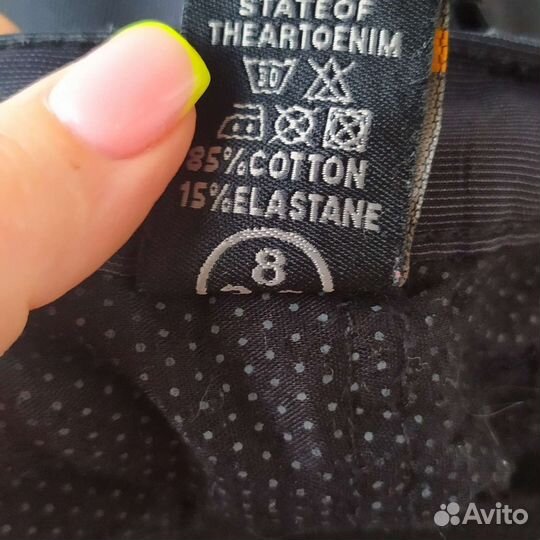 STATEOF
THEARTOENIM
30
85%COTTON
15%ELASTANE
8
Avito